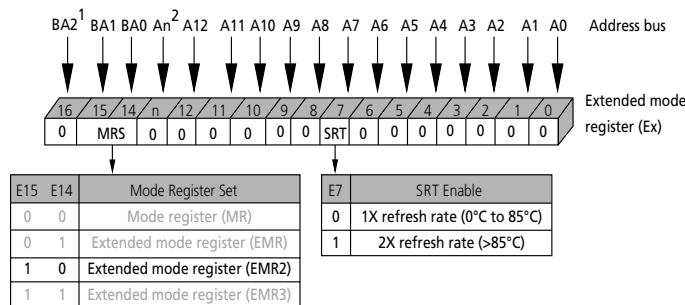 BA2¹ BA1 BA0 An² A12 A11 A10 A9 A8 A7 A6 A5 A4 A3 A2 A1 A0 Address bus
16 15 14 n 12 11 10 9 8 7 6 5 4 3 2 1 0
Extended mode
register (Ex)
0 MRS 0 0 0 0 0 0 SRT 0 0 0 0 0 0 0
E15 E14 Mode Register Set
0 0 Mode register (MR)
0 1 Extended mode register (EMR)
1 0 Extended mode register (EMR2)
1 1 Extended mode register (EMR3)
E7 SRT Enable
0 1X refresh rate (0°C to 85°C)
1 2X refresh rate (>85°C)